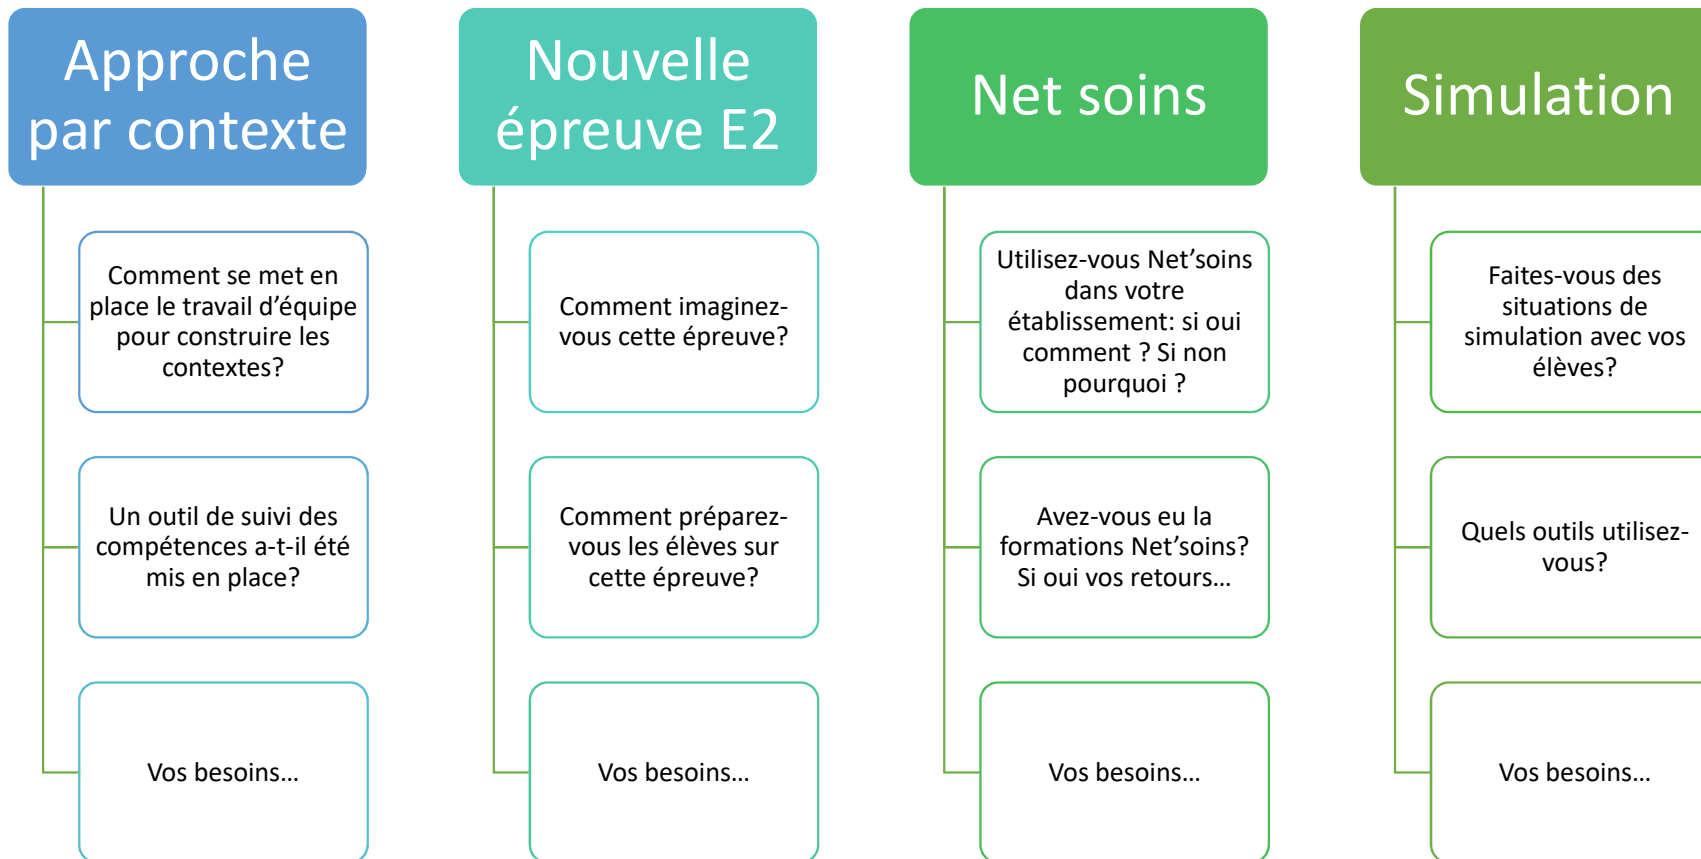 Approche
par contexte
Comment se met en
place le travail d’équipe
pour construire les
contextes?
Un outil de suivi des
compétences a-t-il été
mis en place?
Vos besoins…
Nouvelle
épreuve E2
Comment imaginez-
vous cette épreuve?
Comment préparez-
vous les élèves sur
cette épreuve?
Vos besoins…
Net soins
Utilisez-vous Net’soins
dans votre
établissement: si oui
comment ? Si non
pourquoi ?
Avez-vous eu la
formations Net’soins?
Si oui vos retours…
Vos besoins…
Simulation
Faites-vous des
situations de
simulation avec vos
élèves?
Quels outils utilisez-
vous?
Vos besoins…